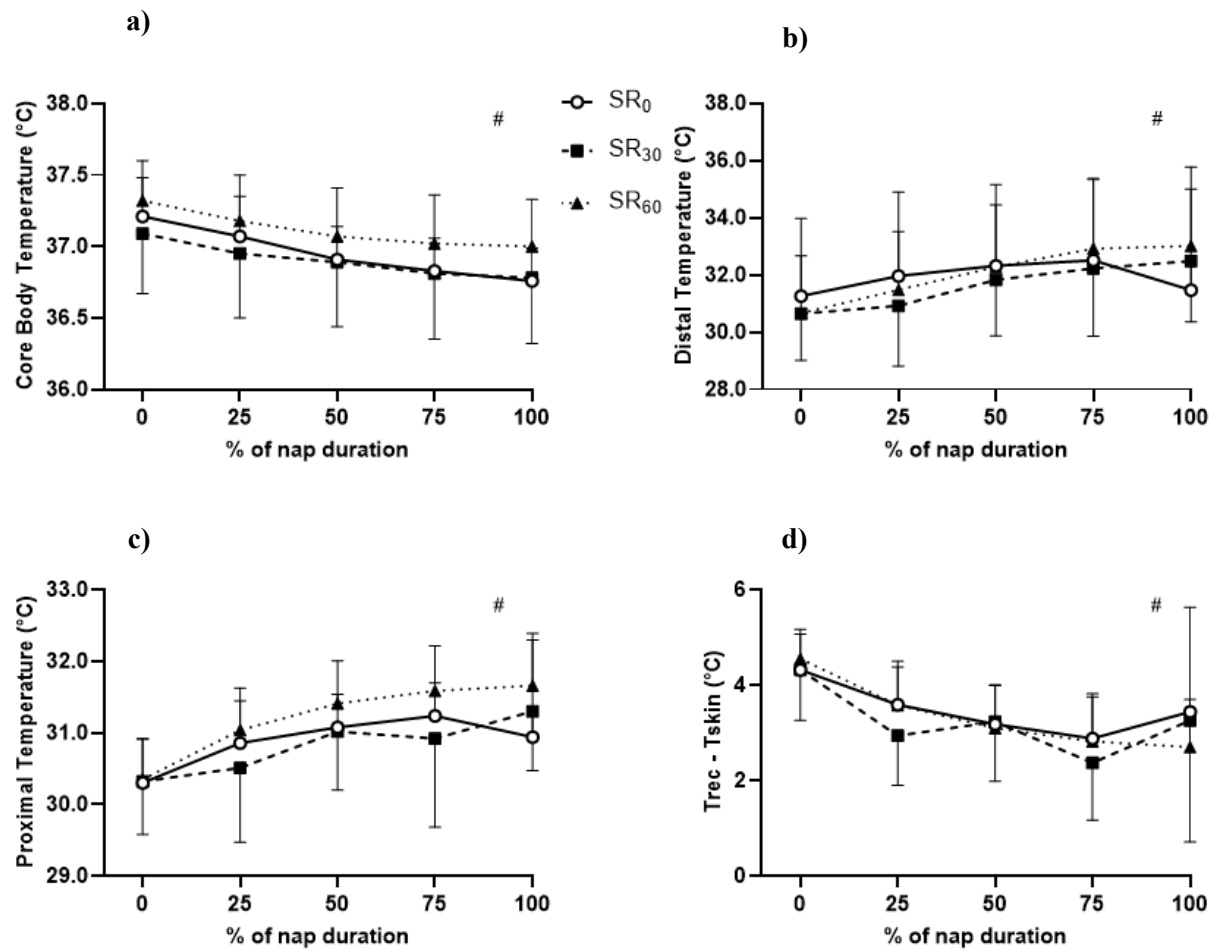 a)
b)
38.0
37.5
37.0
36.5
36.0
Core Body Temperature (°C)
#
0
25
50
75
100
% of nap duration
SR0
SR30
SR60
38.0
36.0
34.0
32.0
30.0
28.0
Distal Temperature (°C)
#
0
25
50
75
100
% of nap duration
c)
d)
33.0
32.0
31.0
30.0
29.0
Proximal Temperature (°C)
#
0
25
50
75
100
% of nap duration
6
4
2
0
Trec - Tskin (°C)
#
0
25
50
75
100
% of nap duration